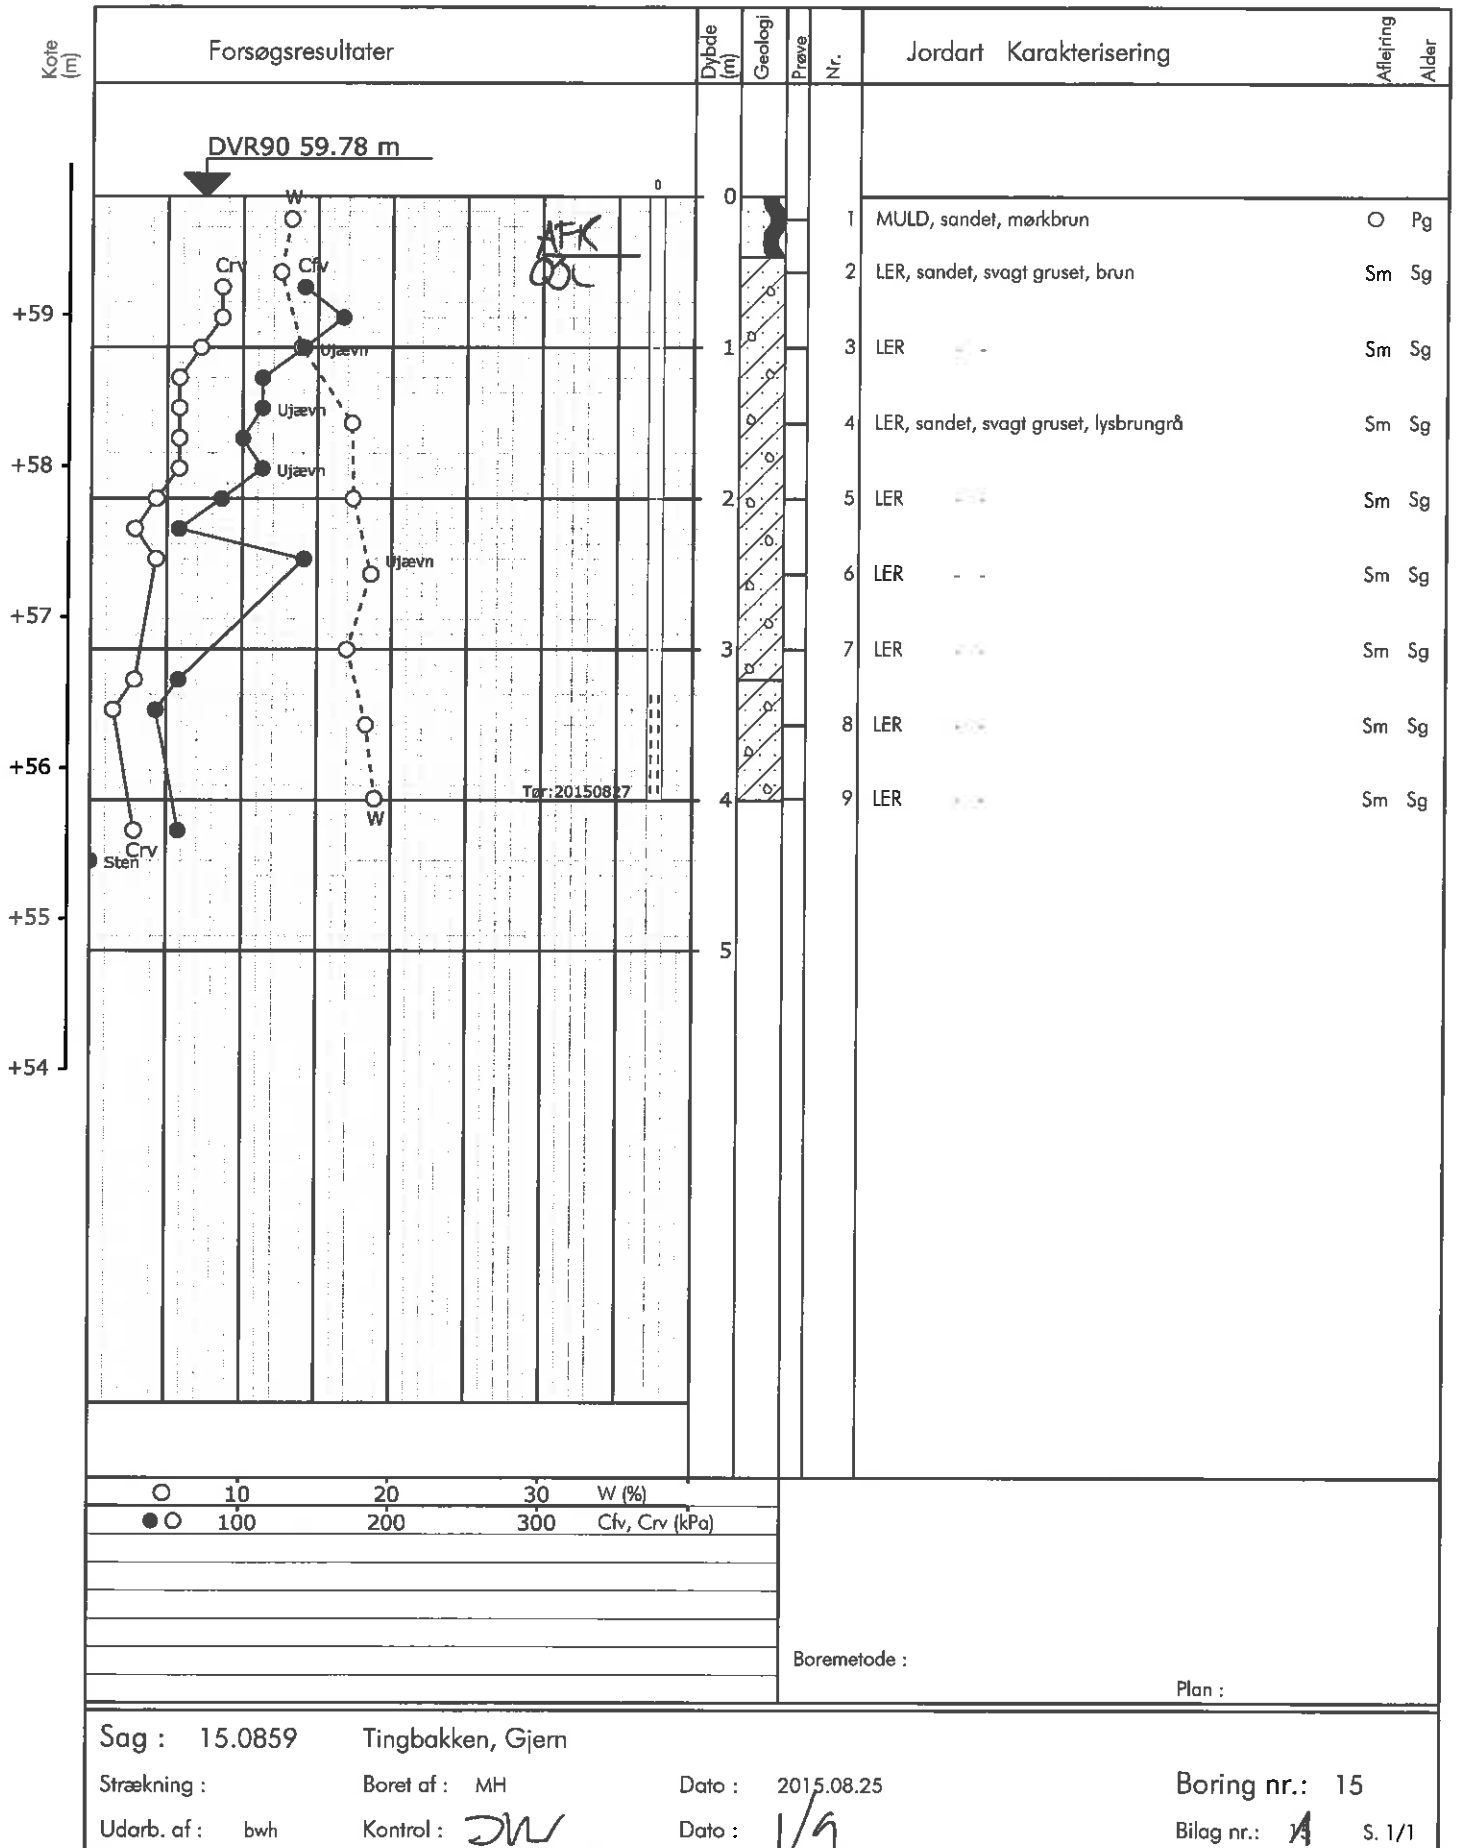 Kote (m) Forsøgsresultater Dybde (m) Geologi Prøve Nr. Jordart Karakterisering Aflejring Alder
DVR90 59.78 m
W 0 0
AFK
1 MULD, sandet, mørkbrun O Pg
Crv Cfv 2 LER, sandet, svagt gruset, brun Sm Sg
+59
Ujævn 1 3 LER - - Sm Sg
Ujævn 4 LER, sandet, svagt gruset, lysbrungrå Sm Sg
+58 Ujævn
2 5 LER - - Sm Sg
Ujævn 6 LER - - Sm Sg
+57
3 7 LER - - Sm Sg
8 LER - - Sm Sg
+56
Tør:20150827 4 9 LER - - Sm Sg
W
Crv
Sten
+55
5
+54
10 20 30 W (%)
100 200 300 Cfv, Crv (kPa)
Boremetode :
Plan :
Sag : 15.0859 Tingbakken, Gjern
Strækning : Boret af : MH Dato : 2015.08.25 Boring nr.: 15
Udarb. af : bwh Kontrol : Dato : 1/9 Bilag nr.: S. 1/1